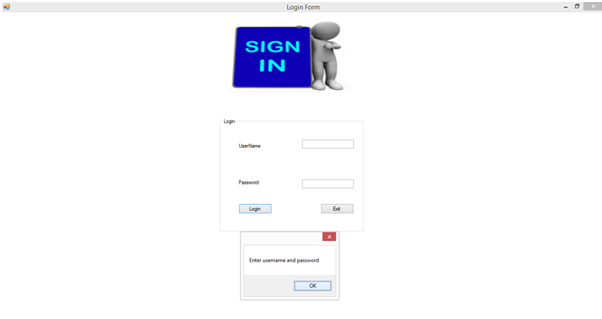 Login Form
SIGN
IN
Login
UserName
Password
Login Exit
Enter username and password
OK